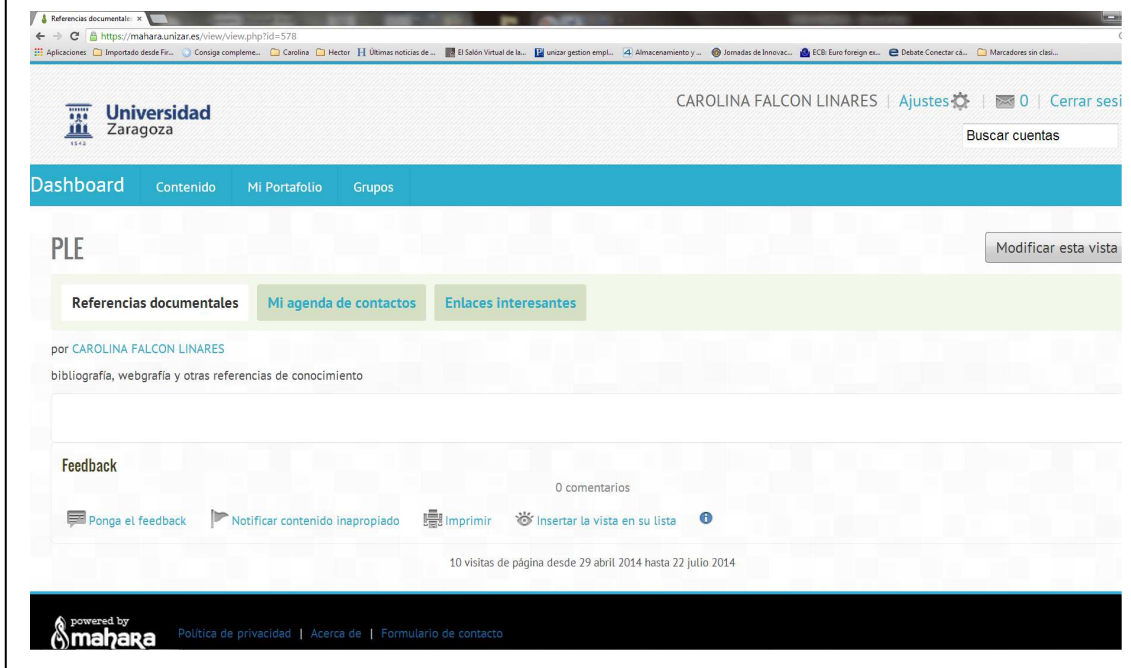 Referencias documentales ×
https://mahara.unizar.es/view/view.php?id=578
Aplicaciones Importado desde Fir... Consiga compleme... Carolina Hector Últimas noticias de ... El Salón Virtual de la... unizar gestion empl... Almacenamiento y ... Jornadas de Innovac... ECB: Euro foreign ex... Debate Conectar cá... Marcadores sin clasi...
CAROLINA FALCON LINARES | Ajustes | 0 | Cerrar sesi
Universidad
Zaragoza
1542
Buscar cuentas
Dashboard Contenido Mi Portafolio Grupos
PLE
Modificar esta vista
Referencias documentales Mi agenda de contactos Enlaces interesantes
por CAROLINA FALCON LINARES
bibliografía, webgrafía y otras referencias de conocimiento
Feedback
0 comentarios
Ponga el feedback Notificar contenido inapropiado Imprimir Insertar la vista en su lista
10 visitas de página desde 29 abril 2014 hasta 22 julio 2014
powered by
mahara
Política de privacidad | Acerca de | Formulario de contacto